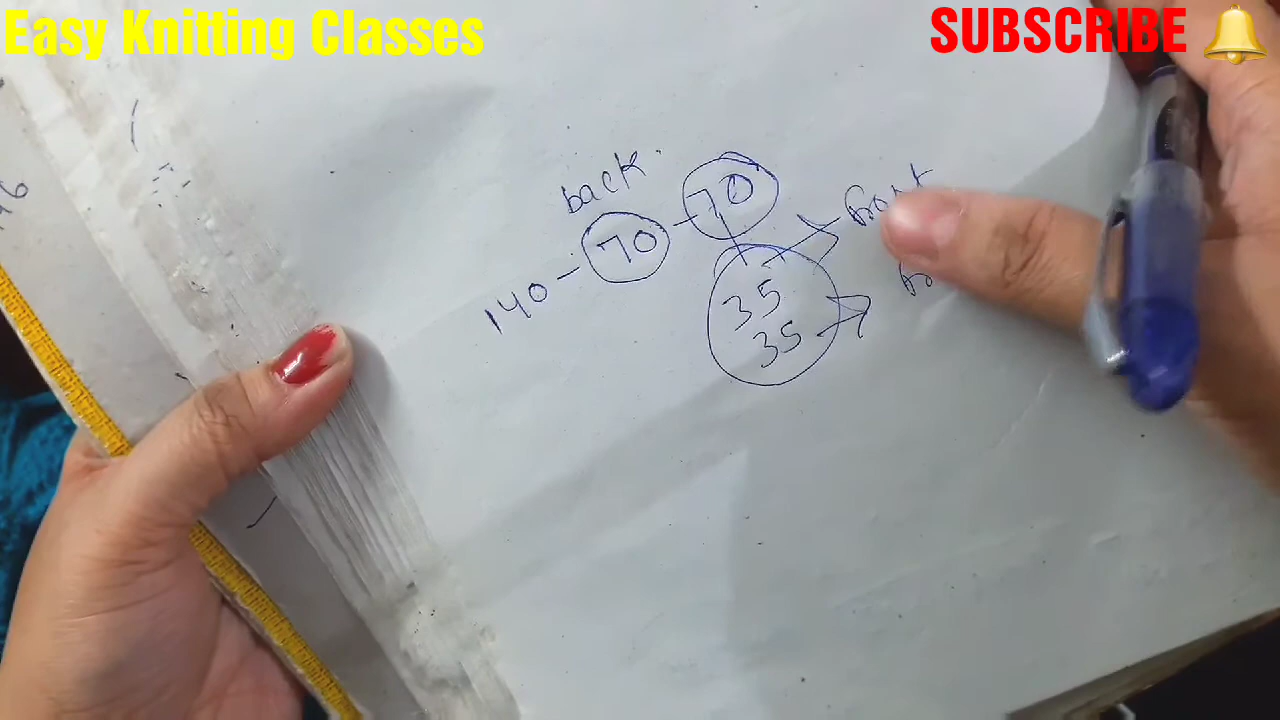 Easy Knitting Classes
SUBSCRIBE
back
140 - 70 - 70
35
35
front